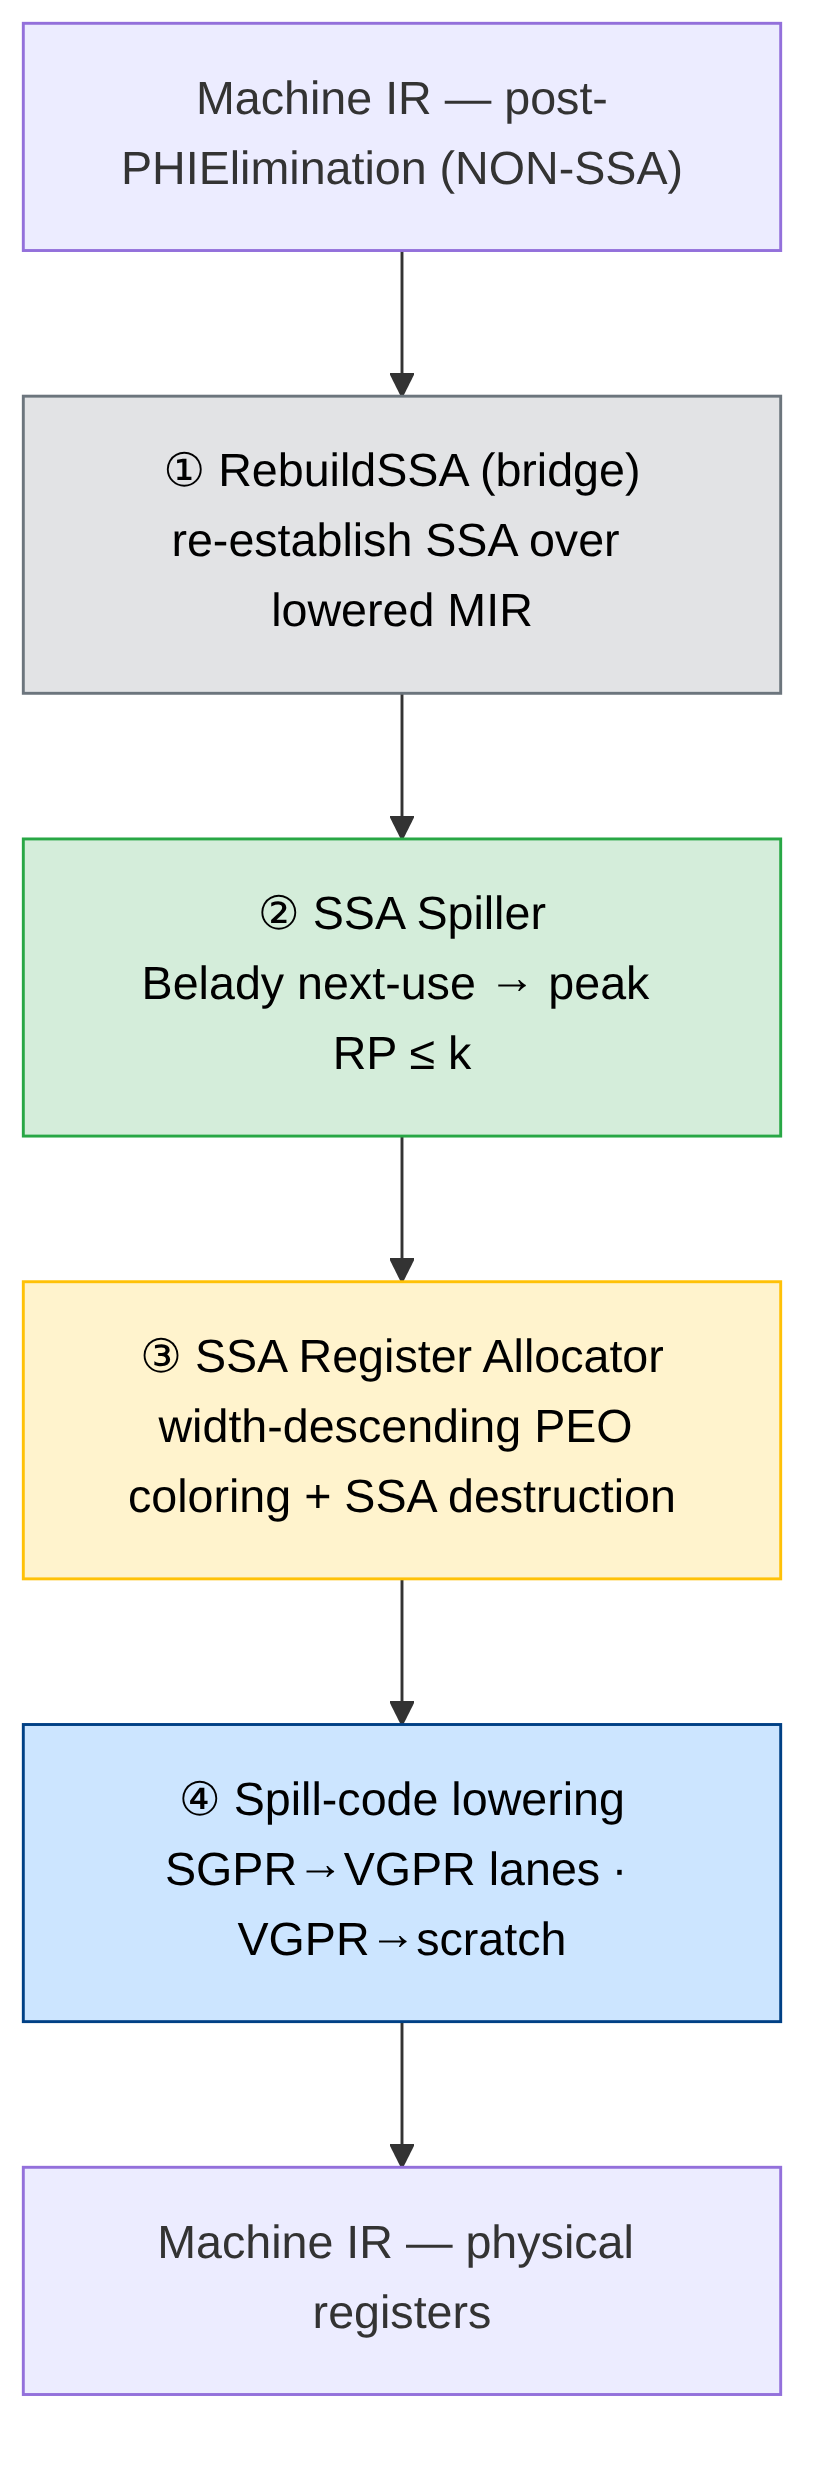 Machine IR — post-
PHIElimination (NON-SSA)
① RebuildSSA (bridge)
re-establish SSA over
lowered MIR
② SSA Spiller
Belady next-use → peak
RP ≤ k
③ SSA Register Allocator
width-descending PEO
coloring + SSA destruction
④ Spill-code lowering
SGPR→VGPR lanes ·
VGPR→scratch
Machine IR — physical
registers